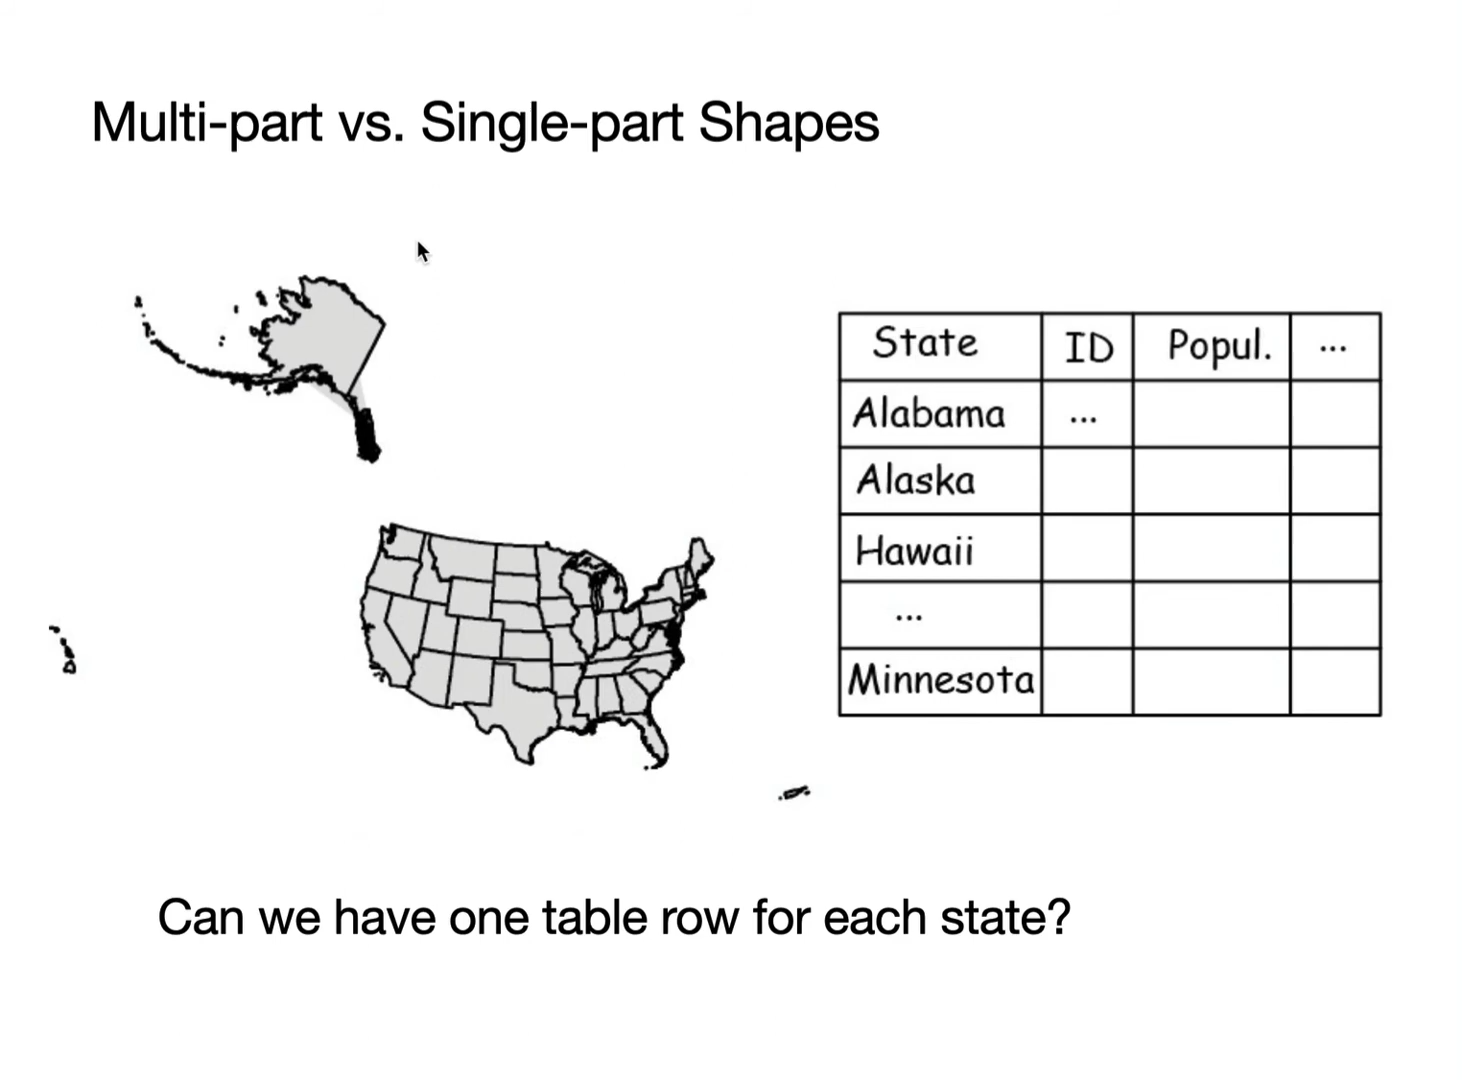 Multi-part vs. Single-part Shapes
State ID Popul. ...
Alabama ...
Alaska
Hawaii
...
Minnesota
Can we have one table row for each state?